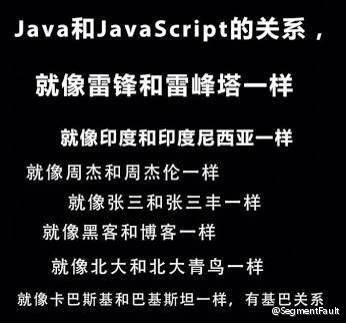 Java和JavaScript的关系，
就像雷锋和雷峰塔一样
就像印度和印度尼西亚一样
就像周杰和周杰伦一样
就像张三和张三丰一样
就像黑客和博客一样
就像北大和北大青鸟一样
就像卡巴斯基和巴基斯坦一样，有基巴关系
@SegmentFault